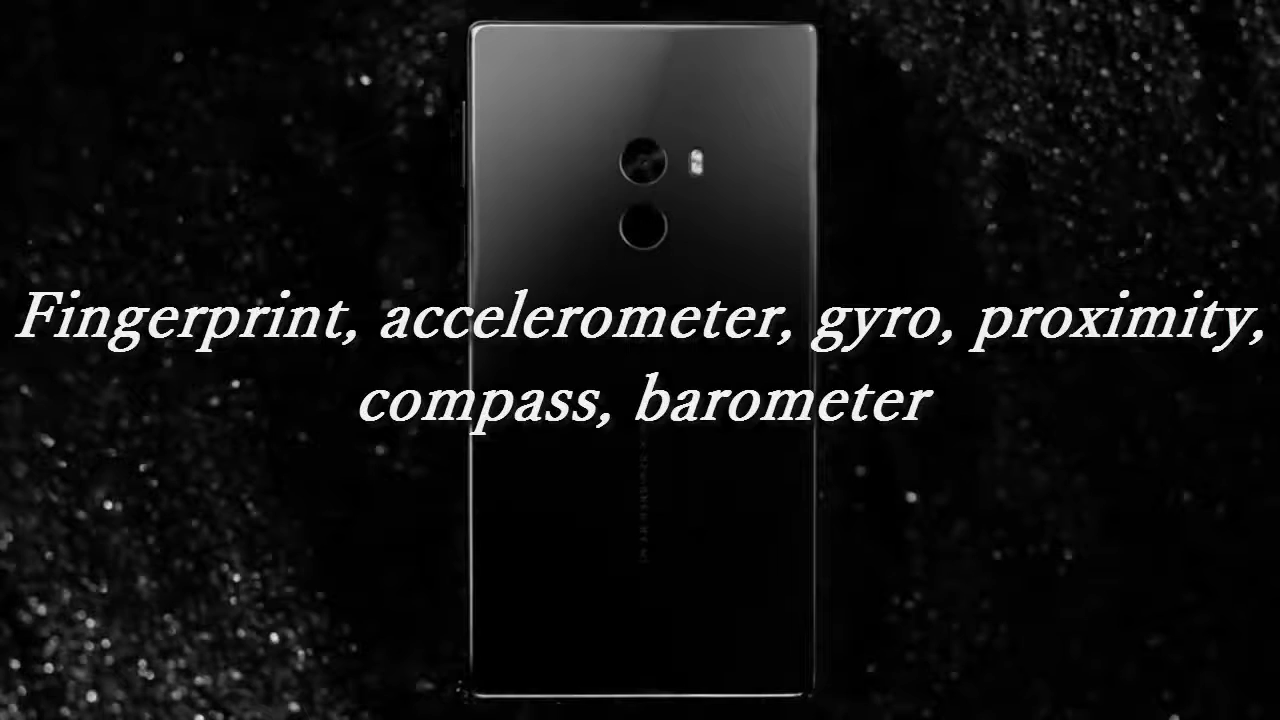 Fingerprint, accelerometer, gyro, proximity,
compass, barometer